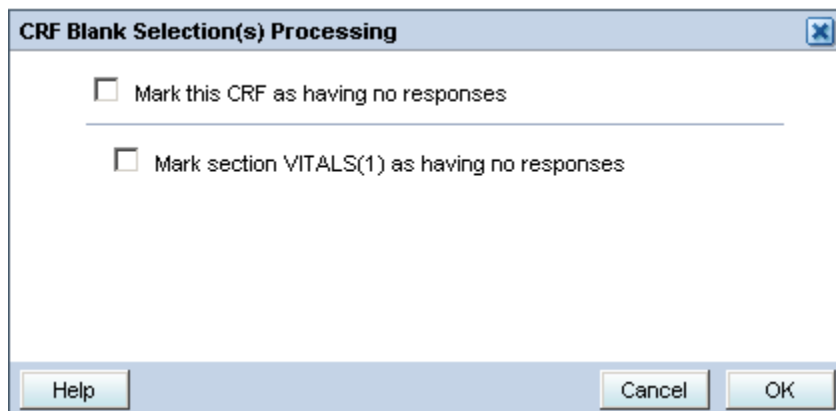 CRF Blank Selection(s) Processing
Mark this CRF as having no responses
Mark section VITALS(1) as having no responses
Help Cancel OK